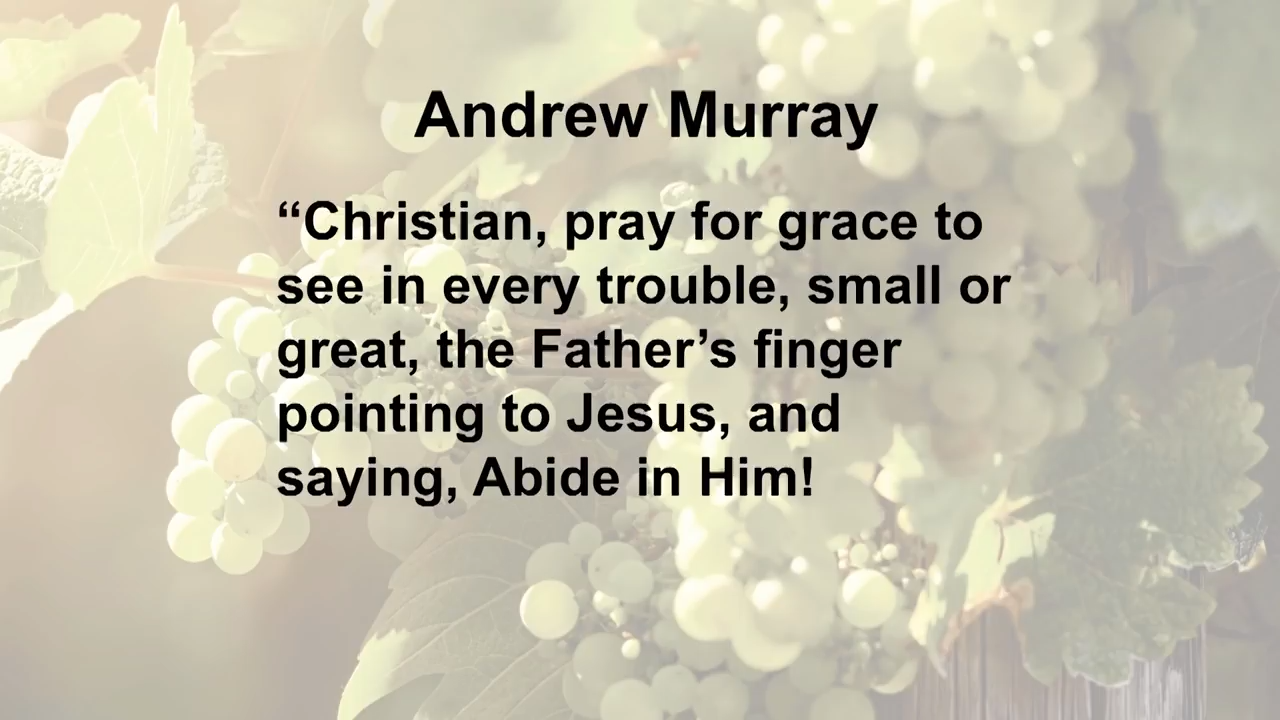 Andrew Murray
“Christian, pray for grace to
see in every trouble, small or
great, the Father’s finger
pointing to Jesus, and
saying, Abide in Him!